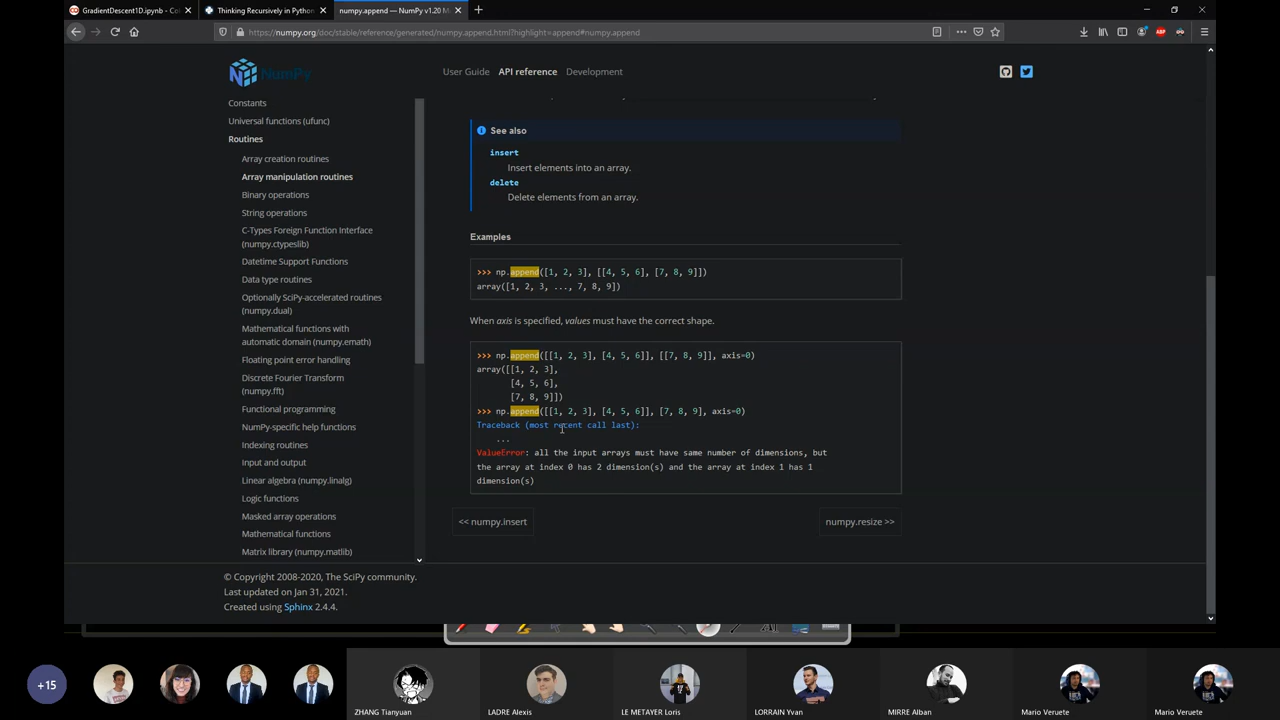 GradientDescent1D.ipynb - Col
Thinking Recursively in Python
numpy.append — NumPy v1.20 M
https://numpy.org/doc/stable/reference/generated/numpy.append.html?highlight=append#numpy.append
NumPy
User Guide
API reference
Development
Constants
Universal functions (ufunc)
Routines
Array creation routines
Array manipulation routines
Binary operations
String operations
C-Types Foreign Function Interface
(numpy.ctypeslib)
Datetime Support Functions
Data type routines
Optionally SciPy-accelerated routines
(numpy.dual)
Mathematical functions with
automatic domain (numpy.emath)
Floating point error handling
Discrete Fourier Transform
(numpy.fft)
Functional programming
NumPy-specific help functions
Indexing routines
Input and output
Linear algebra (numpy.linalg)
Logic functions
Masked array operations
Mathematical functions
Matrix library (numpy.matlib)
See also
insert
Insert elements into an array.
delete
Delete elements from an array.
Examples
>>> np.append([1, 2, 3], [[4, 5, 6], [7, 8, 9]])
array([1, 2, 3, ..., 7, 8, 9])
When axis is specified, values must have the correct shape.
>>> np.append([[1, 2, 3], [4, 5, 6]], [[7, 8, 9]], axis=0)
array([[1, 2, 3],
[4, 5, 6],
[7, 8, 9]])
>>> np.append([[1, 2, 3], [4, 5, 6]], [7, 8, 9], axis=0)
Traceback (most recent call last):
...
ValueError: all the input arrays must have same number of dimensions, but
the array at index 0 has 2 dimension(s) and the array at index 1 has 1
dimension(s)
<< numpy.insert
numpy.resize >>
© Copyright 2008-2020, The SciPy community.
Last updated on Jan 31, 2021.
Created using Sphinx 2.4.4.
+15
ZHANG Tianyuan
LADRE Alexis
LE METAYER Loris
LORRAIN Yvan
MIRRE Alban
Mario Veruete
Mario Veruete